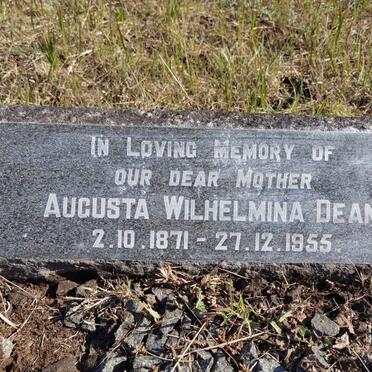 IN LOVING MEMORY OF
OUR DEAR MOTHER
AUGUSTA WILHELMINA DEAN
2.10.1871 - 27.12.1955.